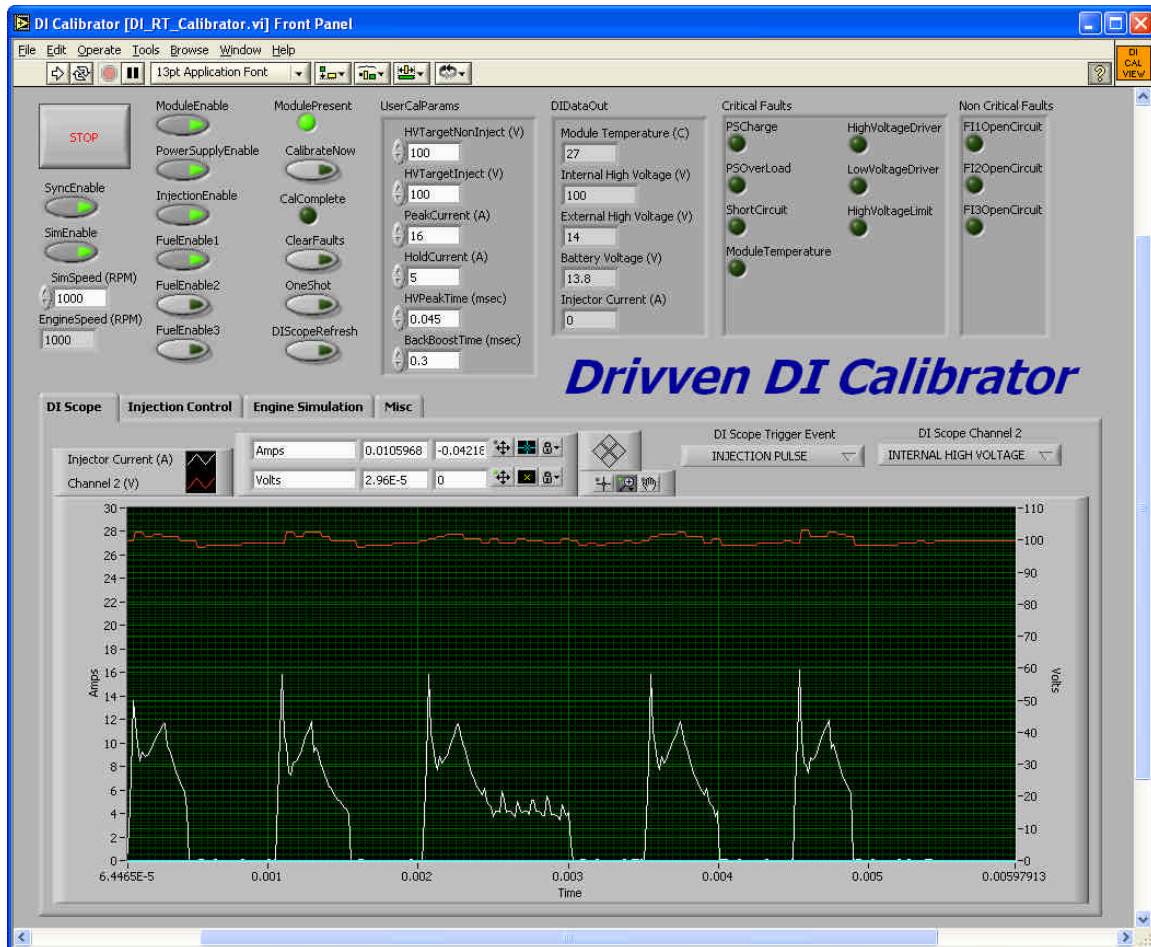 DI Calibrator [DI_RT_Calibrator.vi] Front Panel
File Edit Operate Tools Browse Window Help
13pt Application Font
?
DI
CAL
VIEW
STOP
SyncEnable
SimEnable
SimSpeed (RPM)
1000
EngineSpeed (RPM)
1000
ModuleEnable
PowerSupplyEnable
InjectionEnable
FuelEnable1
FuelEnable2
FuelEnable3
ModulePresent
CalibrateNow
CalComplete
ClearFaults
OneShot
DIScopeRefresh
UserCalParams
HVTargetNonInject (V)
100
HVTargetInject (V)
100
PeakCurrent (A)
16
HoldCurrent (A)
5
HVPeakTime (msec)
0.045
BackBoostTime (msec)
0.3
DIDataOut
Module Temperature (C)
27
Internal High Voltage (V)
100
External High Voltage (V)
14
Battery Voltage (V)
13.8
Injector Current (A)
0
Critical Faults
PSCharge
PSOverLoad
ShortCircuit
ModuleTemperature
HighVoltageDriver
LowVoltageDriver
HighVoltageLimit
Non Critical Faults
FI1OpenCircuit
FI2OpenCircuit
FI3OpenCircuit
Drivven DI Calibrator
DI Scope Injection Control Engine Simulation Misc
Injector Current (A)
Channel 2 (V)
Amps 0.0105968 -0.0421
Volts 2.96E-5 0
DI Scope Trigger Event
INJECTION PULSE
DI Scope Channel 2
INTERNAL HIGH VOLTAGE
30
28
26
24
22
20
18
16
14
12
10
8
6
4
2
0
Amps
110
100
90
80
70
60
50
40
30
20
10
0
Volts
6.4465E-5 0.001 0.002 0.003 0.004 0.005 0.00597913
Time